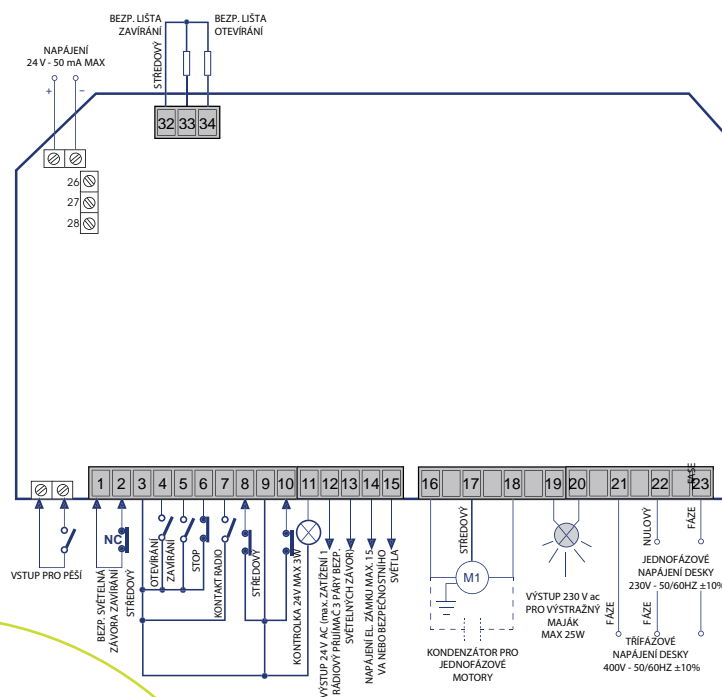 BEZP. LIŠTA
ZAVÍRÁNÍ
BEZP. LIŠTA
OTEVÍRÁNÍ
STŘEDOVÝ
NAPÁJENÍ
24 V - 50 mA MAX
+ –
32 33 34
26
27
28
1 2 3 4 5 6 7 8 9 10 11 12 13 14 15
16 17 18 19 20 21 22 23
FASE
VSTUP PRO PĚŠÍ
BEZP. SVĚTELNÁ
ZÁVORA ZAVÍRÁNÍ
NC
STŘEDOVÝ
OTEVÍRÁNÍ
ZAVÍRÁNÍ
STOP
KONTAKT RADIO
STŘEDOVÝ
KONTROLKA 24V MAX 3W
VÝSTUP 24 V AC (max. ZATÍŽENÍ 1
RÁDIOVÝ PŘIJÍMAČ 3 PÁRY BEZP.
SVĚTELNÝCH ZÁVOR)
NAPÁJENÍ EL. ZÁMKU MAX. 15
VA NEBO BEZPEČNOSTNÍHO
SVĚTLA
STŘEDOVÝ
M1
KONDENZÁTOR PRO
JEDNOFÁZOVÉ
MOTORY
VÝSTUP 230 V ac
PRO VÝSTRAŽNÝ
MAJÁK
MAX 25W
NULOVÝ
FÁZE
JEDNOFÁZOVÉ
NAPÁJENÍ DESKY
230V - 50/60HZ ±10%
FÁZE
FÁZE
TŘÍFÁZOVÉ
NAPÁJENÍ DESKY
400V - 50/60HZ ±10%